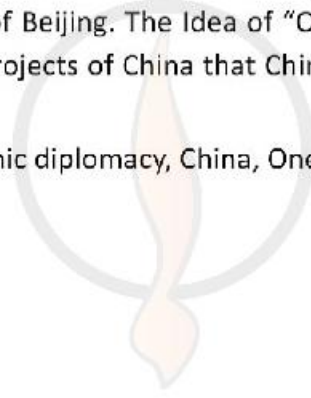 of Beijing. The Idea of “O
rojects of China that Chin
nic diplomacy, China, One